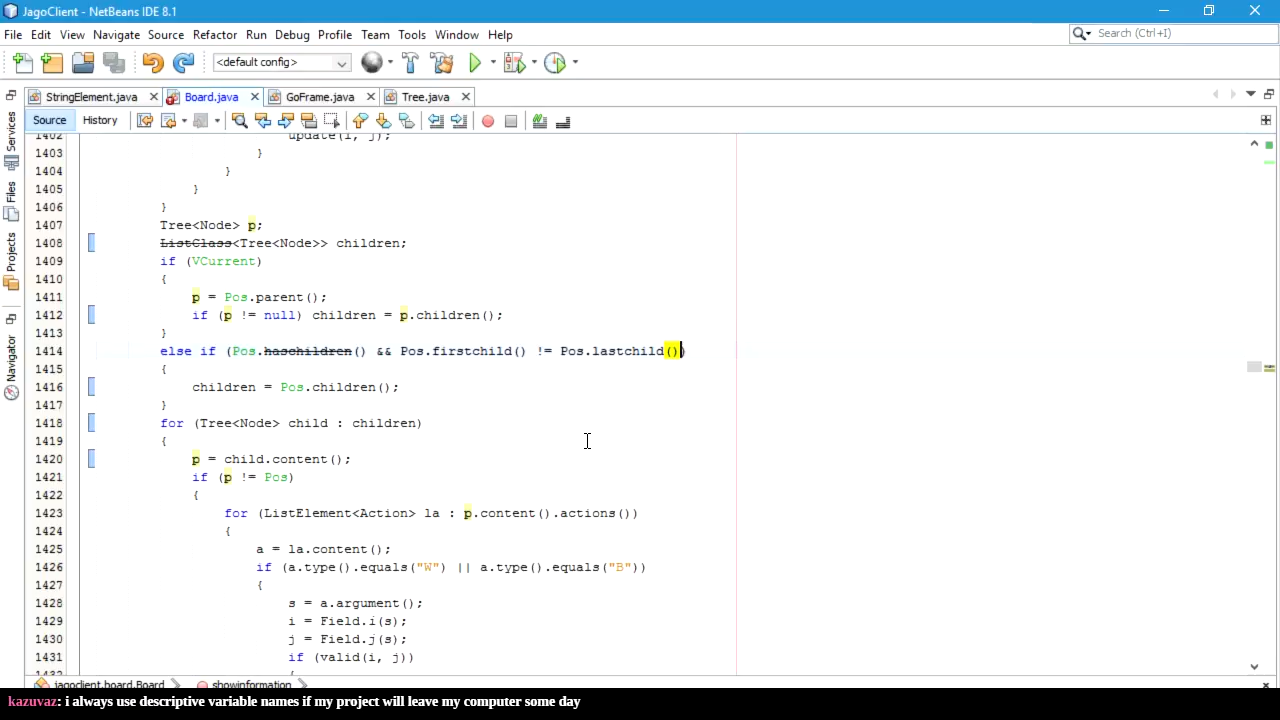 JagoClient - NetBeans IDE 8.1
File Edit View Navigate Source Refactor Run Debug Profile Team Tools Window Help
Search (Ctrl+I)
<default config>
StringElement.java Board.java GoFrame.java Tree.java
Source History
Services
Files
Projects
Navigator
1402 update(i, j);
1403 }
1404 }
1405 }
1406 }
1407 Tree<Node> p;
1408 ListClass<Tree<Node>> children;
1409 if (VCurrent)
1410 {
1411 p = Pos.parent();
1412 if (p != null) children = p.children();
1413 }
1414 else if (Pos.haschildren() && Pos.firstchild() != Pos.lastchild())
1415 {
1416 children = Pos.children();
1417 }
1418 for (Tree<Node> child : children)
1419 {
1420 p = child.content();
1421 if (p != Pos)
1422 {
1423 for (ListElement<Action> la : p.content().actions())
1424 {
1425 a = la.content();
1426 if (a.type().equals("W") || a.type().equals("B"))
1427 {
1428 s = a.argument();
1429 i = Field.i(s);
1430 j = Field.j(s);
1431 if (valid(i, j))
1432 {
jagoclient.board.Board showinformation
kazuvaz: i always use descriptive variable names if my project will leave my computer some day